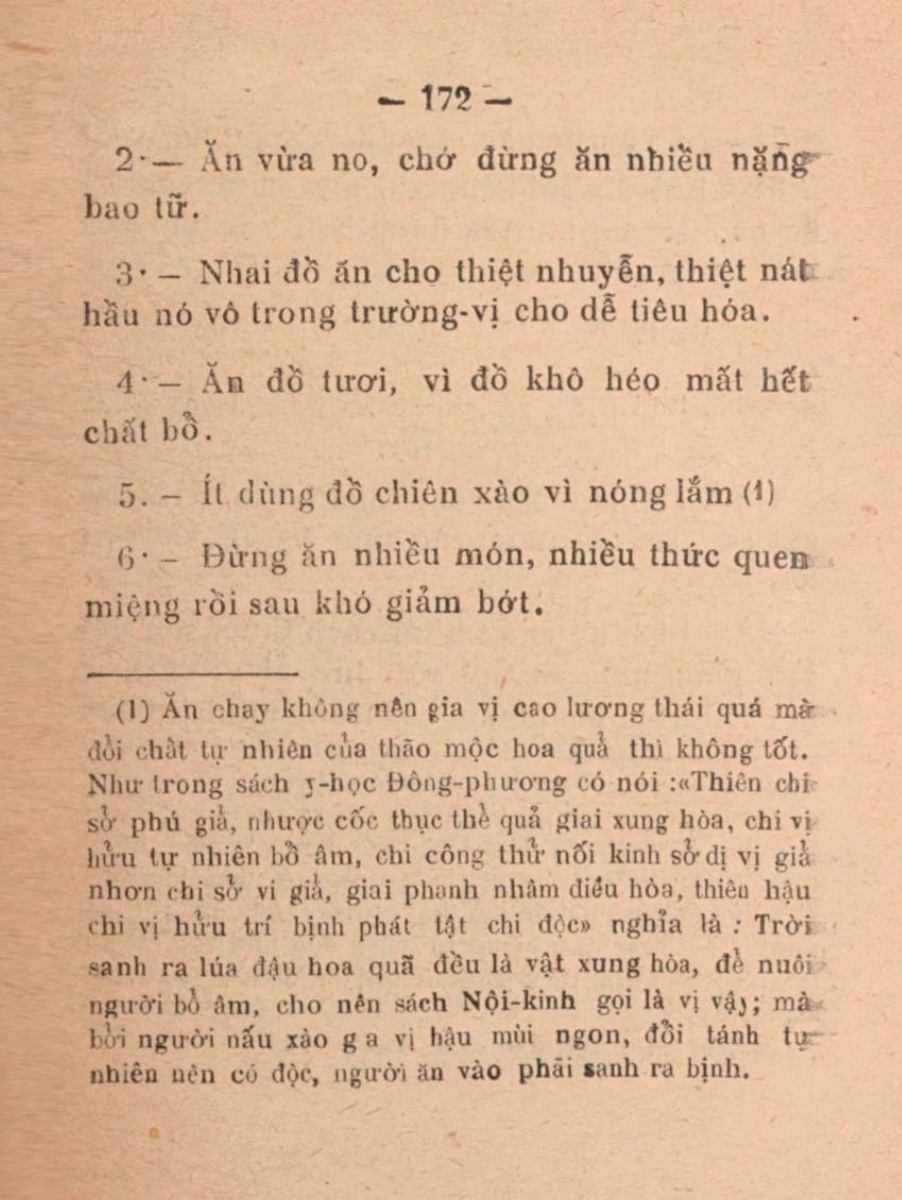 — 172 —
2·— Ăn vừa no, chớ đừng ăn nhiều nặng
bao tữ.
3· — Nhai đồ ăn cho thiệt nhuyễn, thiệt nát
hầu nó vô trong trường-vị cho dễ tiêu hóa.
4· — Ăn đồ tươi, vì đồ khô héo mất hết
chất bổ.
5. — Ít dùng đồ chiên xào vì nóng lắm (1)
6· — Đừng ăn nhiều món, nhiều thức quen
miệng rồi sau khó giảm bớt.
(1) Ăn chay không nên gia vị cao lương thái quá mà
đổi chất tự nhiên của thão mộc hoa quả thì không tốt.
Như trong sách y-học Đông-phương có nói :«Thiên chi
sở phú giả, nhược cốc thục thể quả giai xung hòa, chi vị
hửu tự nhiên bồ âm, chi công thử nối kinh sở dị vị giả
nhơn chi sở vi giả, giai phanh nhâm diều hòa, thiên hậu
chi vị hửu trí bịnh phát tật chi độc» nghĩa là : Trời
sanh ra lúa đậu hoa quã đều là vật xung hòa, để nuôi
người bồ âm, cho nên sách Nội-kinh gọi là vị vậy; mà
bởi người nấu xào g a vị hậu mùi ngon, đổi tánh tự
nhiên nên có độc, người ăn vào phãi sanh ra bịnh.